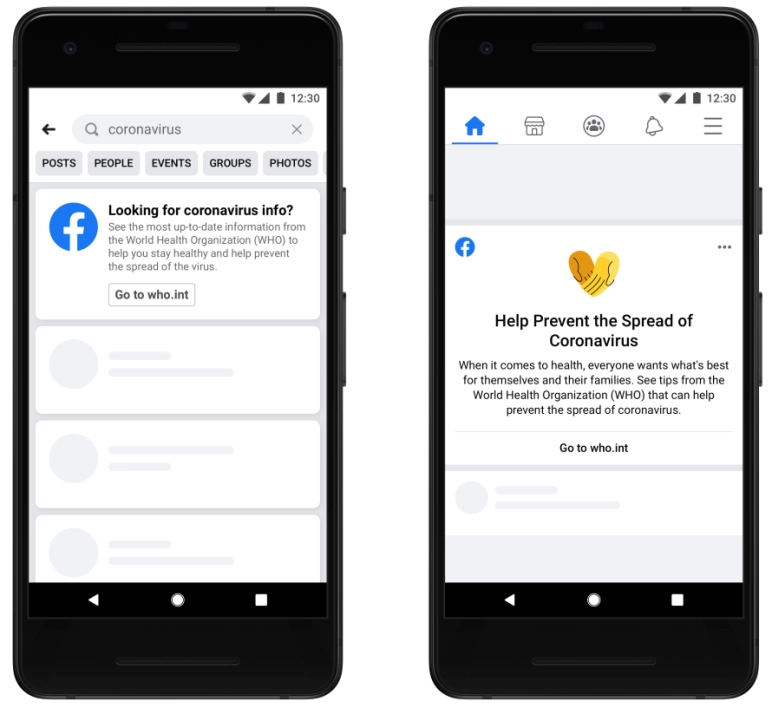 12:30
coronavirus
POSTS PEOPLE EVENTS GROUPS PHOTOS
Looking for coronavirus info?
See the most up-to-date information from
the World Health Organization (WHO) to
help you stay healthy and help prevent
the spread of the virus.
Go to who.int
12:30
Help Prevent the Spread of
Coronavirus
When it comes to health, everyone wants what's best
for themselves and their families. See tips from the
World Health Organization (WHO) that can help
prevent the spread of coronavirus.
Go to who.int